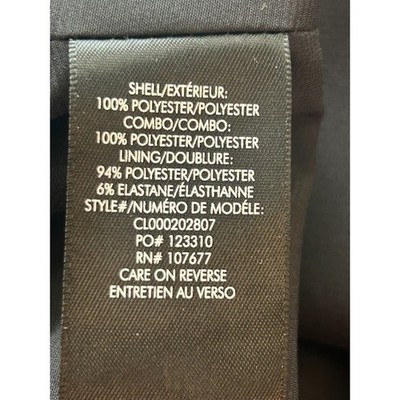 SHELL/EXTÉRIEUR:
100% POLYESTER/POLYESTER
COMBO/COMBO:
100% POLYESTER/POLYESTER
LINING/DOUBLURE:
94% POLYESTER/POLYESTER
6% ELASTANE/ÉLASTHANNE
STYLE#/NUMÉRO DE MODÉLE:
CL000202807
PO# 123310
RN# 107677
CARE ON REVERSE
ENTRETIEN AU VERSO